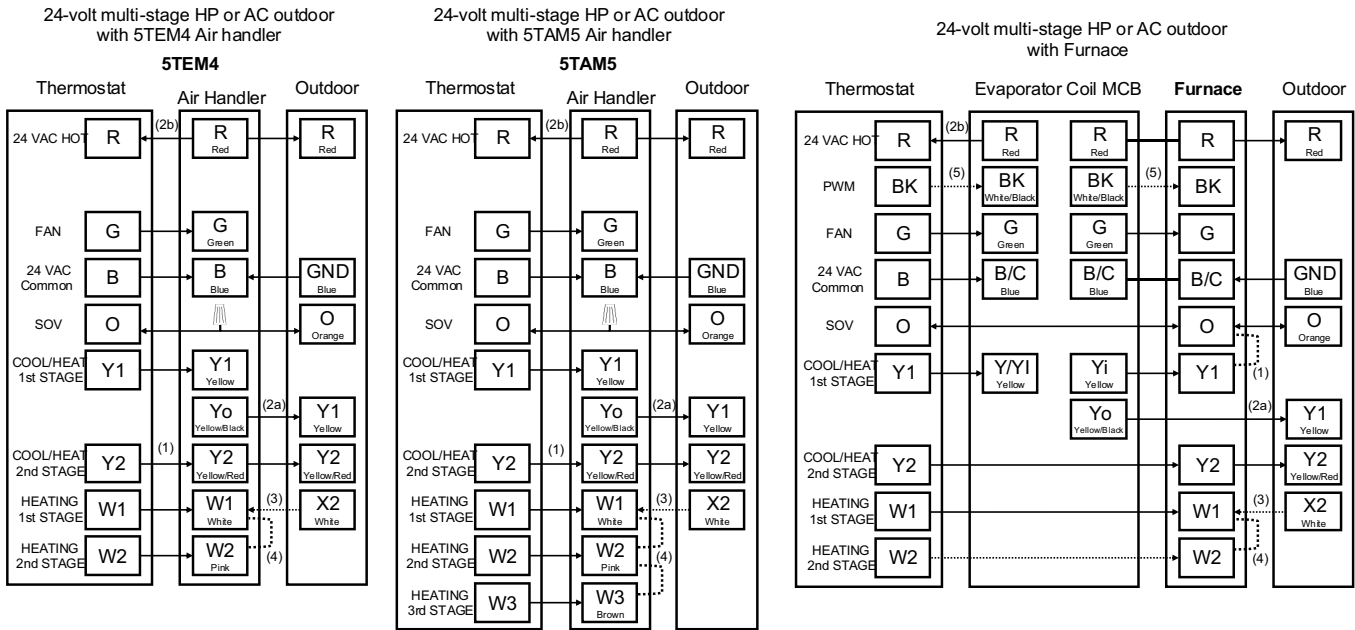 24-volt multi-stage HP or AC outdoor
with 5TEM4 Air handler
5TEM4
Thermostat
Air Handler
Outdoor
24 VAC HOT
R
(2b)
R
Red
R
Red
FAN
G
G
Green
24 VAC
Common
B
B
Blue
GND
Blue
SOV
O
O
Orange
COOL/HEAT
1st STAGE
Y1
Y1
Yellow
Yo
Yellow/Black
(2a)
Y1
Yellow
COOL/HEAT
2nd STAGE
Y2
(1)
Y2
Yellow/Red
Y2
Yellow/Red
HEATING
1st STAGE
W1
W1
White
(3)
X2
White
HEATING
2nd STAGE
W2
W2
Pink
(4)
24-volt multi-stage HP or AC outdoor
with 5TAM5 Air handler
5TAM5
Thermostat
Air Handler
Outdoor
24 VAC HOT
R
(2b)
R
Red
R
Red
FAN
G
G
Green
24 VAC
Common
B
B
Blue
GND
Blue
SOV
O
O
Orange
COOL/HEAT
1st STAGE
Y1
Y1
Yellow
Yo
Yellow/Black
(2a)
Y1
Yellow
COOL/HEAT
2nd STAGE
Y2
(1)
Y2
Yellow/Red
Y2
Yellow/Red
HEATING
1st STAGE
W1
W1
White
(3)
X2
White
HEATING
2nd STAGE
W2
W2
Pink
(4)
HEATING
3rd STAGE
W3
W3
Brown
24-volt multi-stage HP or AC outdoor
with Furnace
Thermostat
Evaporator Coil MCB
Furnace
Outdoor
24 VAC HOT
R
(2b)
R
Red
R
Red
R
R
Red
PWM
BK
(5)
BK
White/Black
BK
White/Black
(5)
BK
FAN
G
G
Green
G
Green
G
24 VAC
Common
B
B/C
Blue
B/C
Blue
B/C
GND
Blue
SOV
O
O
O
Orange
COOL/HEAT
1st STAGE
Y1
Y/YI
Yellow
Yi
Yellow
Y1
(1)
Yo
Yellow/Black
(2a)
Y1
Yellow
COOL/HEAT
2nd STAGE
Y2
Y2
Y2
Yellow/Red
HEATING
1st STAGE
W1
W1
(3)
X2
White
HEATING
2nd STAGE
W2
W2
(4)